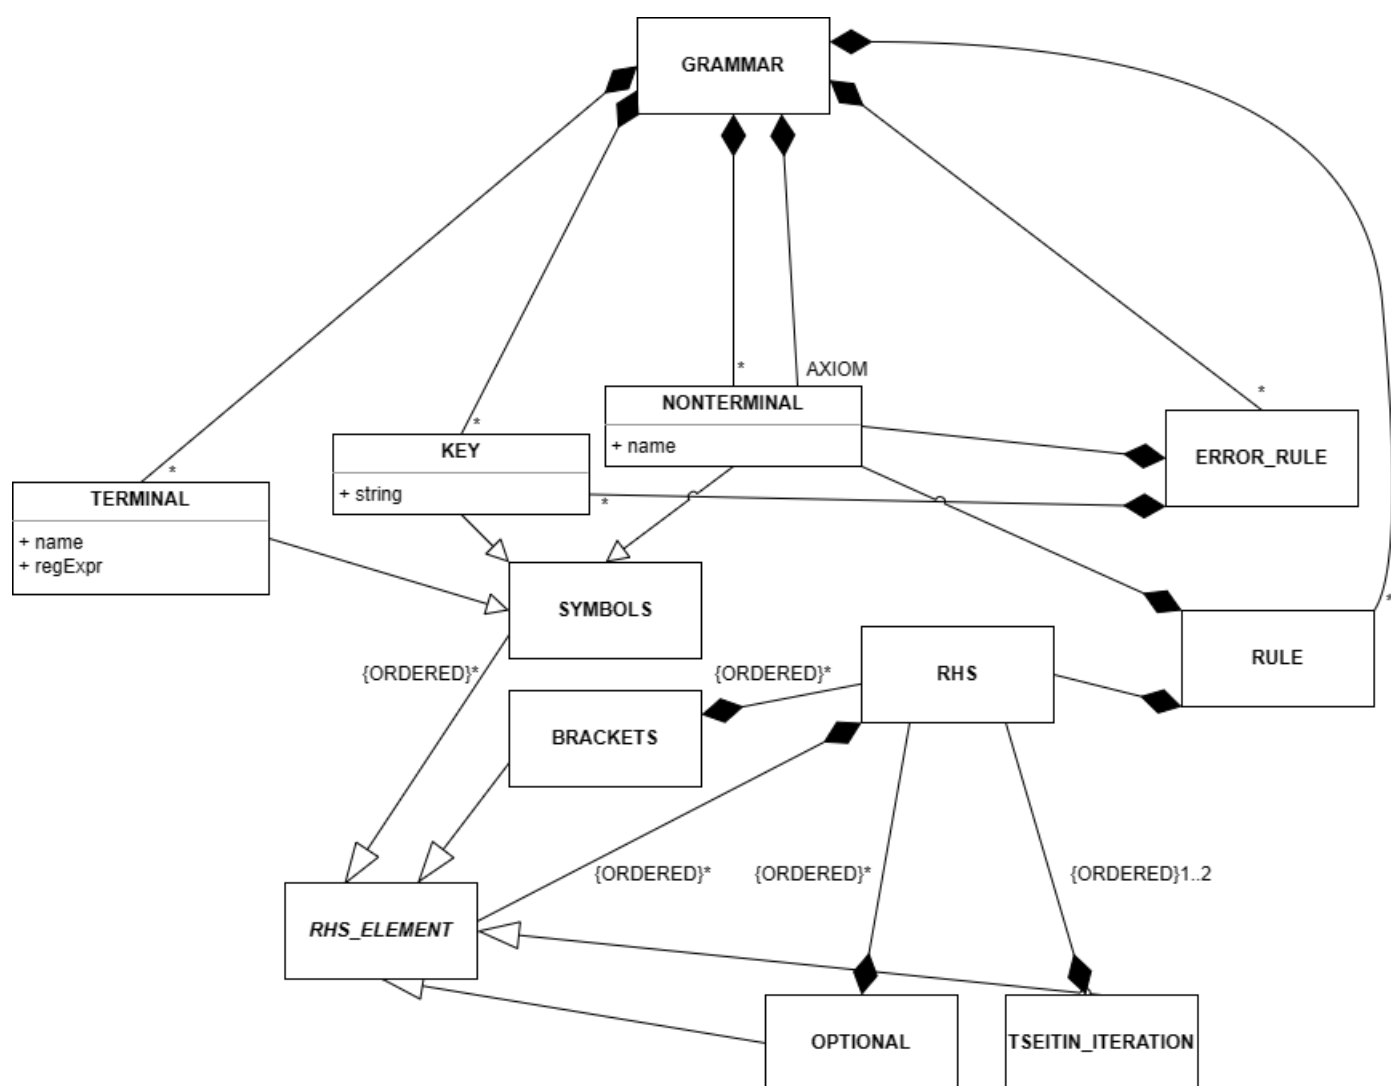 GRAMMAR
*
AXIOM
*
NONTERMINAL
+ name
*
KEY
+ string
*
ERROR_RULE
*
TERMINAL
+ name
+ regExpr
SYMBOLS
*
RULE
{ORDERED}*
{ORDERED}*
RHS
BRACKETS
{ORDERED}*
{ORDERED}*
{ORDERED}1..2
RHS_ELEMENT
OPTIONAL
TSEITIN_ITERATION